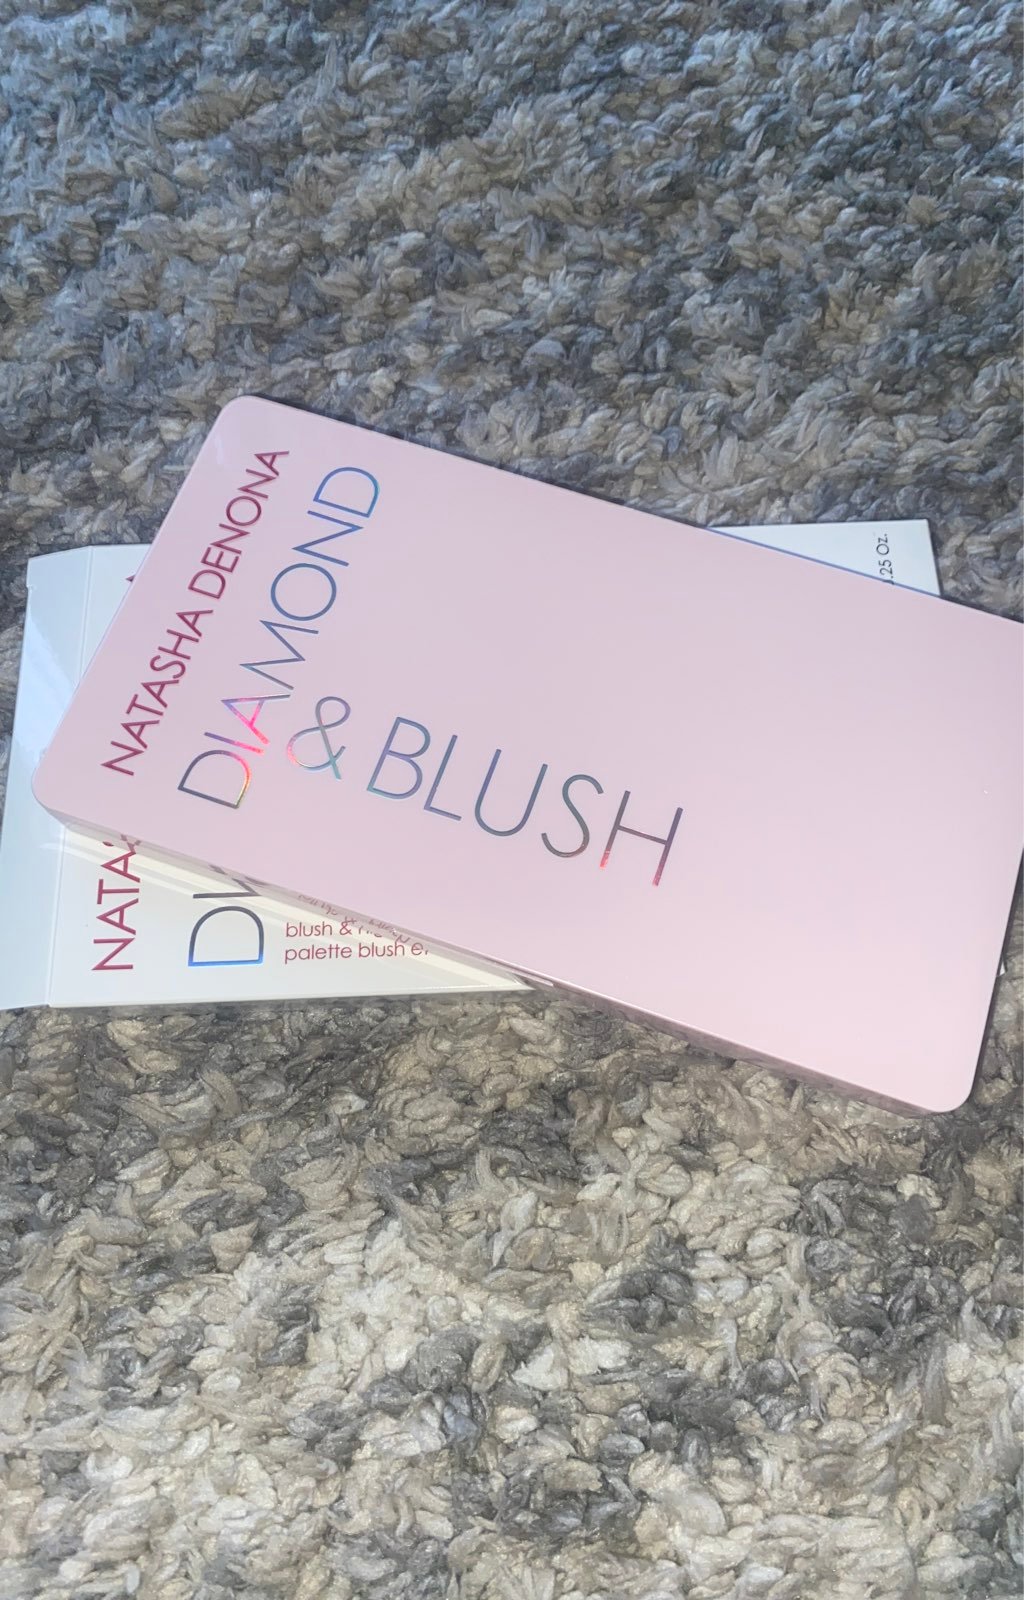 NATASHA DENONA
DIAMOND
& BLUSH
.25 Oz.
blush &
palette blush